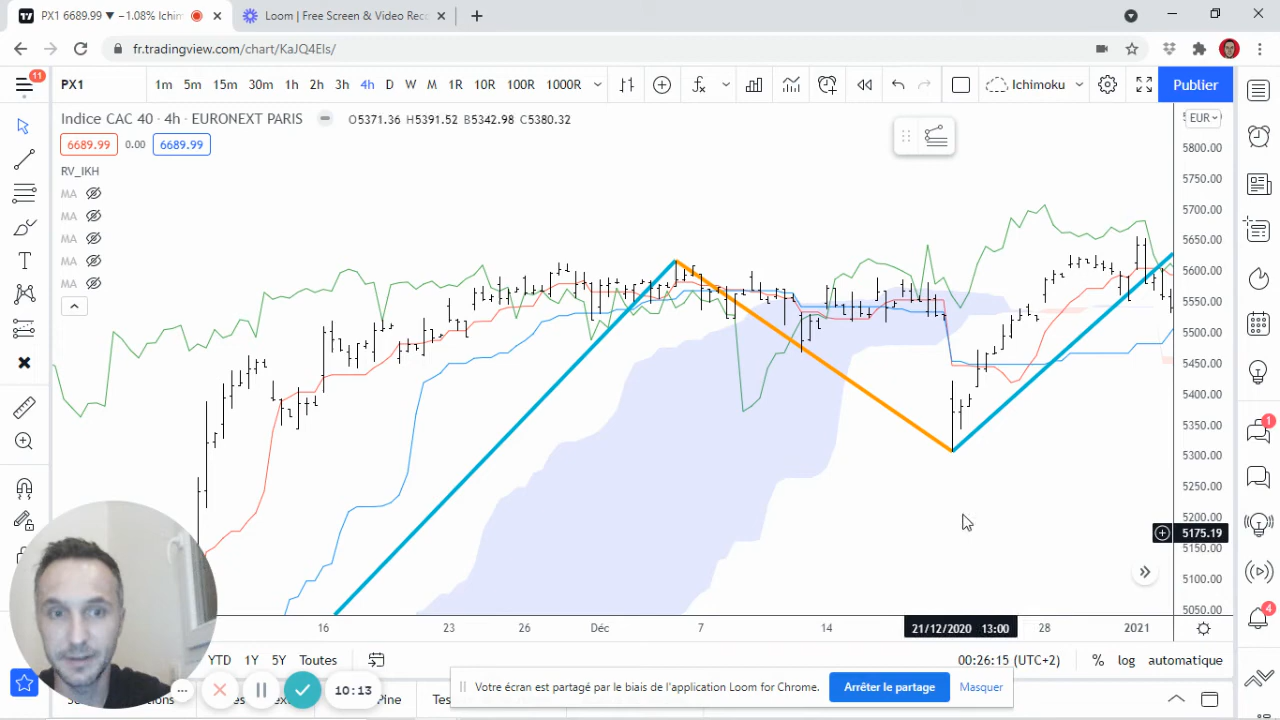 PX1 6689.99 ▼ −1.08% Ichim
Loom | Free Screen & Video Rec
fr.tradingview.com/chart/KaJQ4EIs/
11
PX1
1m 5m 15m 30m 1h 2h 3h 4h D W M 1R 10R 100R 1000R
Ichimoku
Publier
Indice CAC 40 · 4h · EURONEXT PARIS
O5371.36 H5391.52 B5342.98 C5380.32
EUR
6689.99 0.00 6689.99
RV_IKH
MA
MA
MA
MA
MA
5800.00
5750.00
5700.00
5650.00
5600.00
5550.00
5500.00
5450.00
5400.00
5350.00
5300.00
5250.00
5200.00
5175.19
5150.00
5100.00
5050.00
1
4
16 23 26 Déc 7 14 21/12/2020 13:00 28 2021
YTD 1Y 5Y Toutes
00:26:15 (UTC+2) % log automatique
10:13
Votre écran est partagé par le biais de l'application Loom for Chrome.
Arrêter le partage
Masquer
Pine